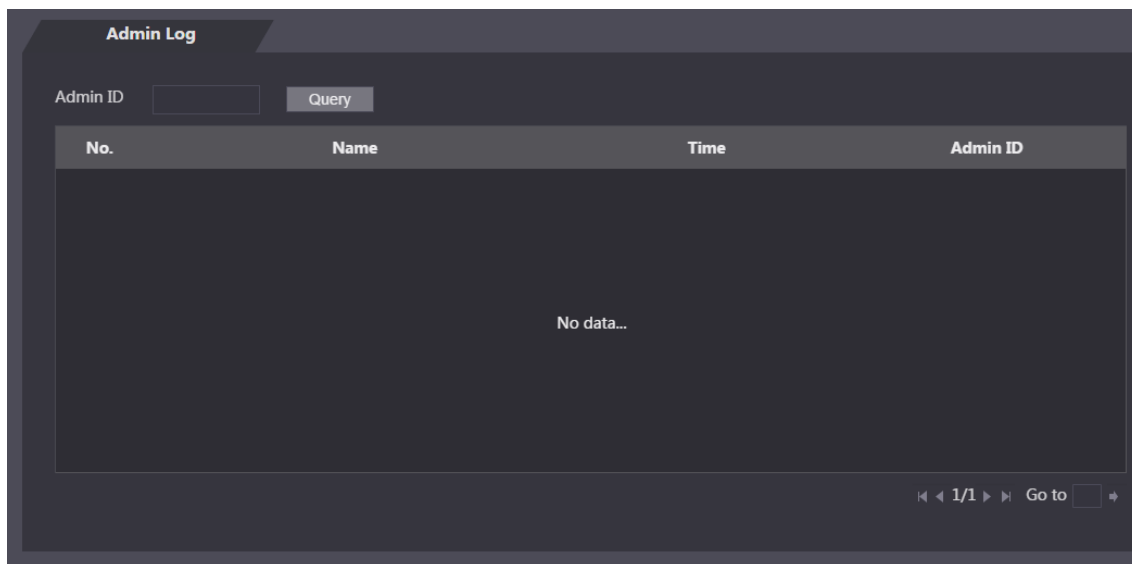 Admin Log
Admin ID Query
No. Name Time Admin ID
No data...
1/1 Go to